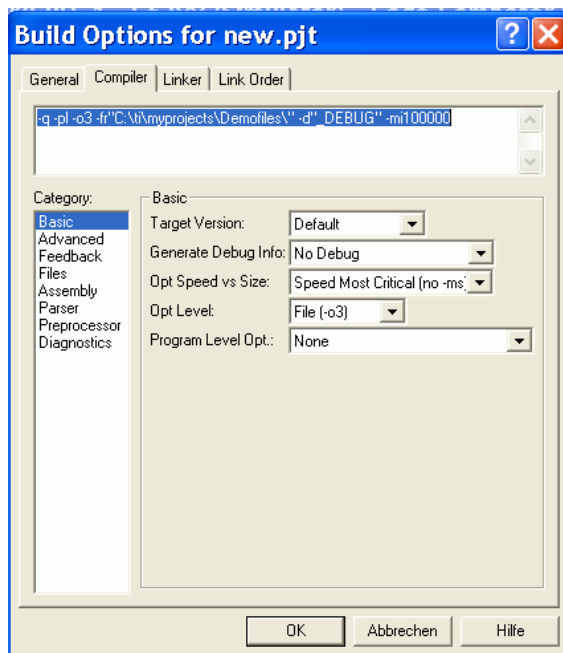 Build Options for new.pjt
General Compiler Linker Link Order
-q -pl -o3 -fr"C:\ti\myprojects\Demofiles\" -d"_DEBUG" -mi100000
Category:
Basic
Advanced
Feedback
Files
Assembly
Parser
Preprocessor
Diagnostics
Basic
Target Version: Default
Generate Debug Info: No Debug
Opt Speed vs Size: Speed Most Critical (no -ms)
Opt Level: File (-o3)
Program Level Opt.: None
OK Abbrechen Hilfe